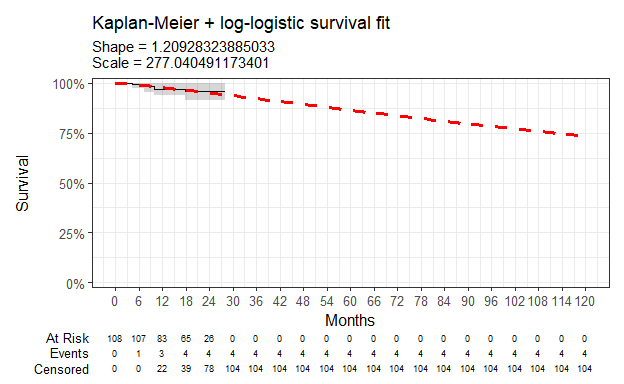 Kaplan-Meier + log-logistic survival fit
Shape = 1.20928323885033
Scale = 277.040491173401
100%
75%
50%
25%
0%
Survival
0 6 12 18 24 30 36 42 48 54 60 66 72 78 84 90 96 102 108 114 120
Months
At Risk 108 107 83 65 26 0 0 0 0 0 0 0 0 0 0 0 0 0 0 0 0
Events 0 1 3 4 4 4 4 4 4 4 4 4 4 4 4 4 4 4 4 4 4
Censored 0 0 22 39 78 104 104 104 104 104 104 104 104 104 104 104 104 104 104 104 104